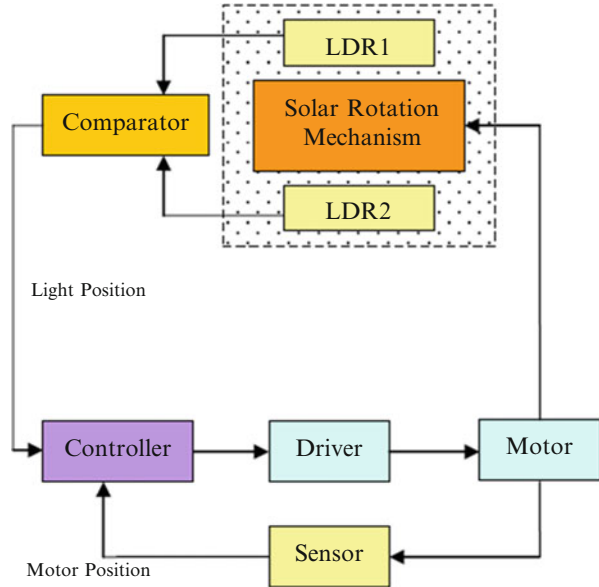 LDR1
Comparator
Solar Rotation
Mechanism
LDR2
Light Position
Controller
Driver
Motor
Sensor
Motor Position